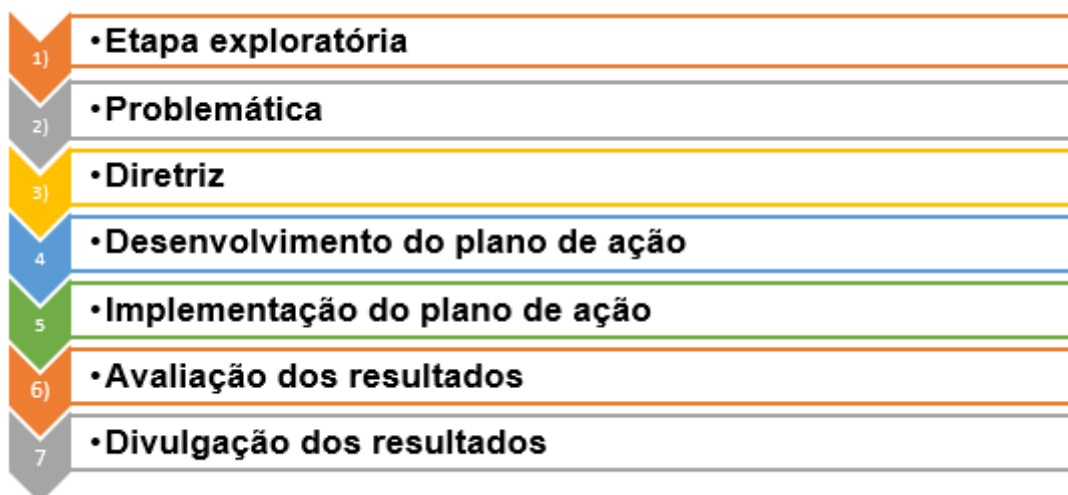 1) •Etapa exploratória
2) •Problemática
3) •Diretriz
4 •Desenvolvimento do plano de ação
5 •Implementação do plano de ação
6) •Avaliação dos resultados
7 •Divulgação dos resultados